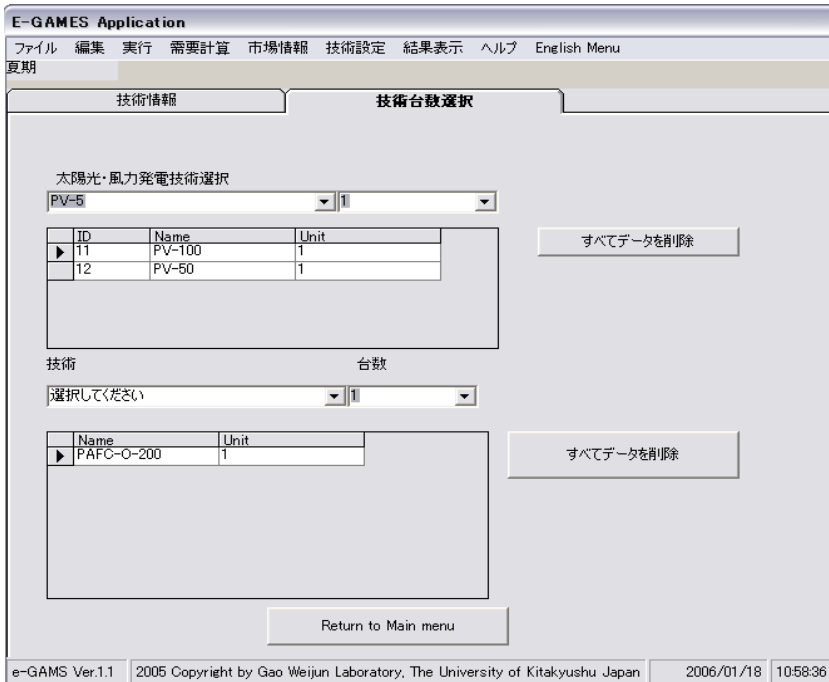 E-GAMES Application
ファイル 編集 実行 需要計算 市場情報 技術設定 結果表示 ヘルプ English Menu
夏期
技術情報 技術台数選択
太陽光・風力発電技術選択
PV-5 1
ID Name Unit
11 PV-100 1
12 PV-50 1
すべてデータを削除
技術 台数
選択してください 1
Name Unit
PAFC-O-200 1
すべてデータを削除
Return to Main menu
e-GAMS Ver.1.1 2005 Copyright by Gao Weijun Laboratory, The University of Kitakyushu Japan 2006/01/18 10:58:36